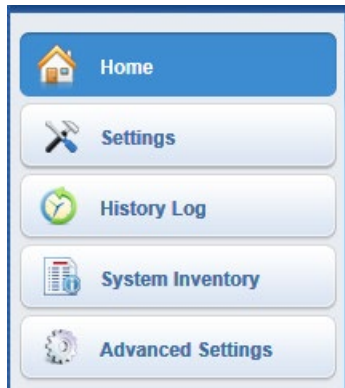 Home
Settings
History Log
System Inventory
Advanced Settings